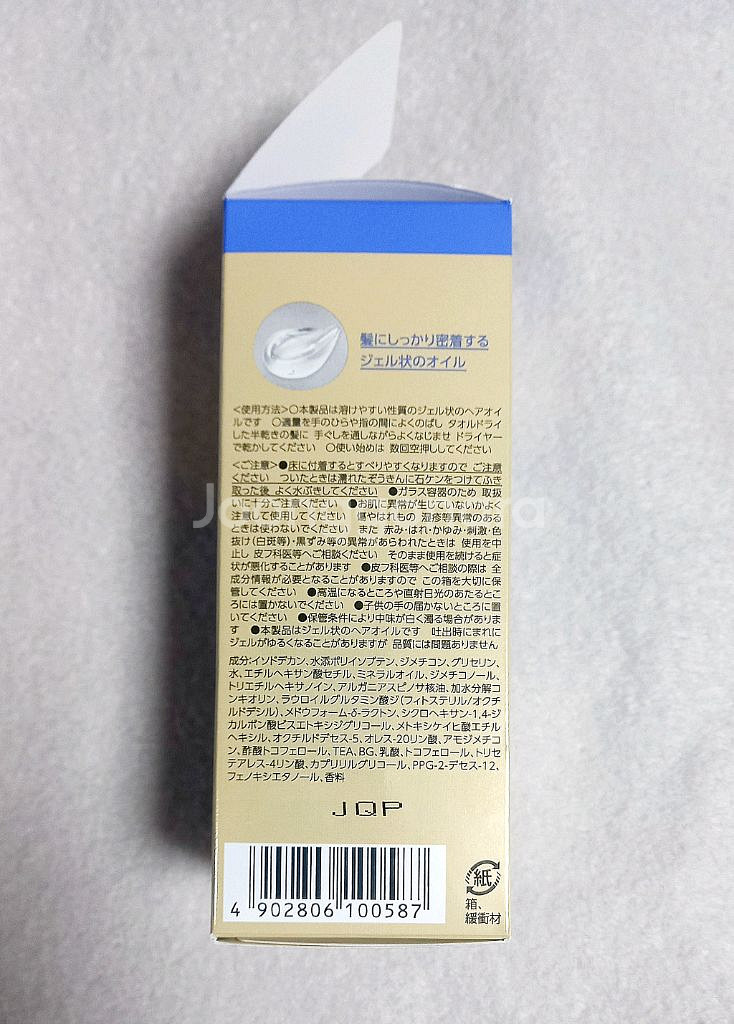 髪にしっかり密着する
ジェル状のオイル
<使用方法>○本製品は溶けやすい性質のジェル状のヘアオイ
ルです ○適量を手のひらや指の間によくのばし タオルドライ
した半乾きの髪に 手ぐしを通しながらよくなじませ ドライヤー
で乾かしてください ○使い始めは 数回空押ししてください
<ご注意>●床に付着するとすべりやすくなりますので ご注意
ください ついたときは濡れたぞうきんに石ケンをつけてふき
取った後 よく水ぶきしてください ●ガラス容器のため 取扱
いに十分ご注意ください ●お肌に異常が生じていないかよく
注意して使用してください 傷やはれもの 湿疹等異常のある
ときは使わないでください また 赤み・はれ・かゆみ・刺激・色
抜け(白斑等)・黒ずみ等の異常があらわれたときは 使用を中
止し 皮フ科医等へご相談ください そのまま使用を続けると症
状が悪化することがあります ●皮フ科医等へご相談の際は 全
成分情報が必要となることがありますので この箱を大切に保
管してください ●高温になるところや直射日光のあたるとこ
ろには置かないでください ●子供の手の届かないところに置
いてください ●保管条件により中味が白く濁る場合がありま
す ●本製品はジェル状のヘアオイルです 吐出時にまれに
ジェルがゆるくなることがありますが 品質には問題ありません
成分:イソドデカン、水添ポリイソブテン、ジメチコン、グリセリン、
水、エチルヘキサン酸セチル、ミネラルオイル、ジメチコノール、
トリエチルヘキサノイン、アルガニアスピノサ核油、加水分解コ
ンキオリン、ラウロイルグルタミン酸ジ(フィトステリル/オクチ
ルドデシル)、メドウフォーム-δ-ラクトン、シクロヘキサン-1,4-ジ
カルボン酸ビスエトキシジグリコール、メトキシケイヒ酸エチル
ヘキシル、オクチルドデセス-5、オレス-20リン酸、アモジメチコ
ン、酢酸トコフェロール、TEA、BG、乳酸、トコフェロール、トリセ
テアレス-4リン酸、カプリリルグリコール、PPG-2-デセス-12、
フェノキシエタノール、香料
JQP
4 902806 100587
紙
箱、
緩衝材